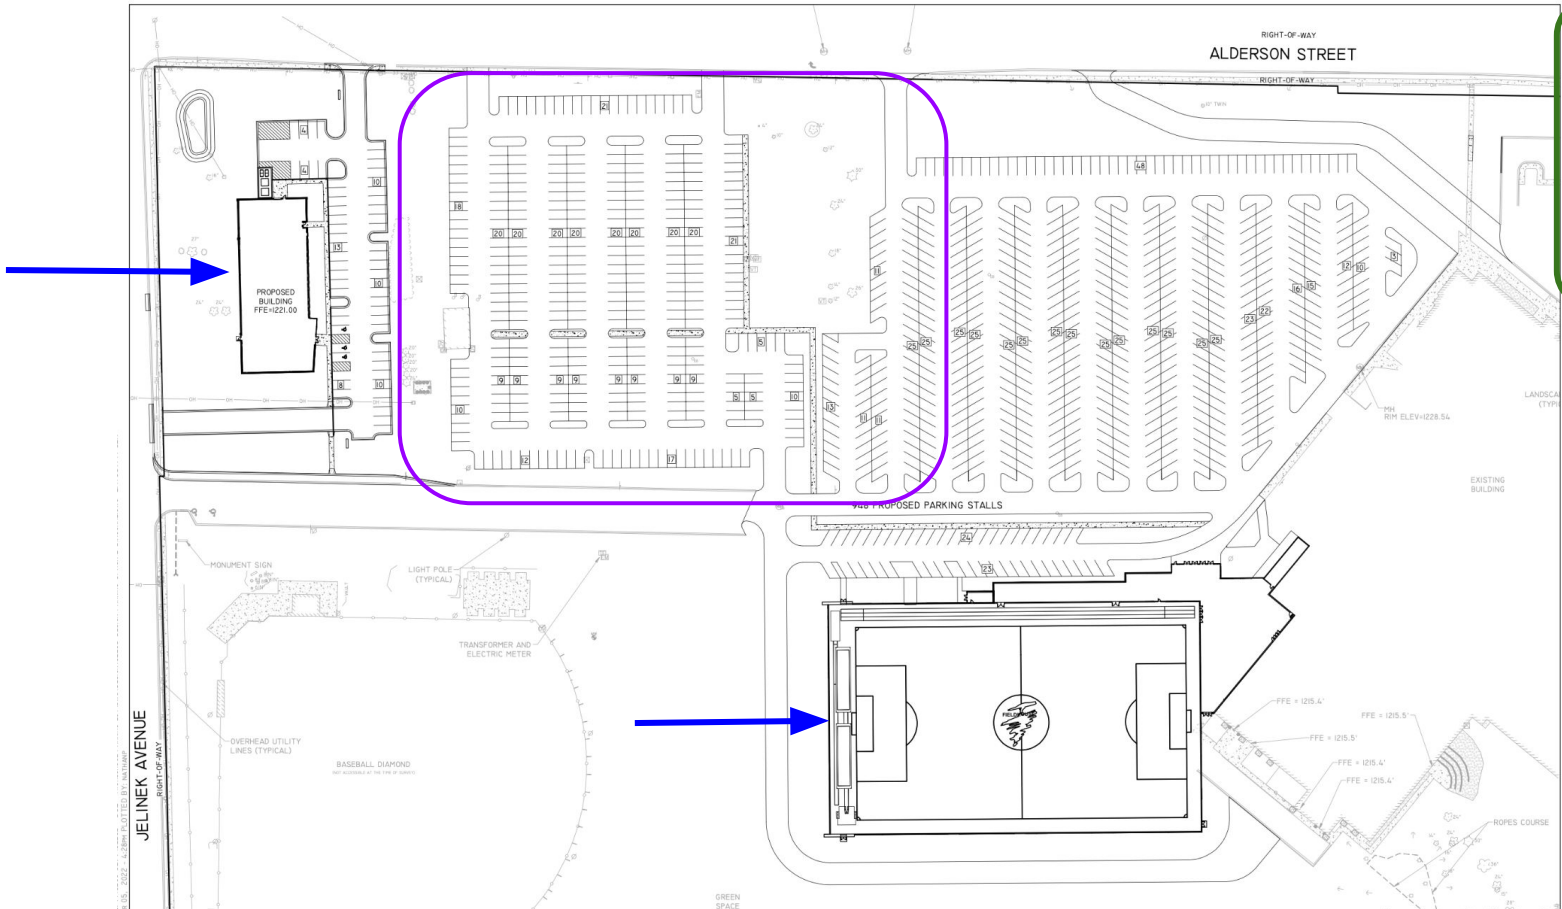 RIGHT-OF-WAY
ALDERSON STREET
RIGHT-OF-WAY
21
4
4
48
10
18
20 20 20 20 20 20 20 20
21
13
11
10
12 10
3
16 15
23 22
PROPOSED
BUILDING
FFE=1221.00
25 25 25 25 25 25 25 25 25 25 25 25 25 25
5
8
10
9 9 9 9 9 9 9 9
5 5
10
10
13
11 11
12
17
MH
RIM ELEV=1228.54
EXISTING
BUILDING
PROPOSED PARKING STALLS
24
23
MONUMENT SIGN
LIGHT POLE
(TYPICAL)
TRANSFORMER AND
ELECTRIC METER
OVERHEAD UTILITY
LINES (TYPICAL)
BASEBALL DIAMOND
JELINEK AVENUE
RIGHT-OF-WAY
2022 - 4:28PM PLOTTED BY: NATHANP
FFE = 1215.4'
FFE = 1215.5'
FFE = 1215.5'
FFE = 1215.4'
FFE = 1215.4'
ROPES COURSE
GREEN
SPACE